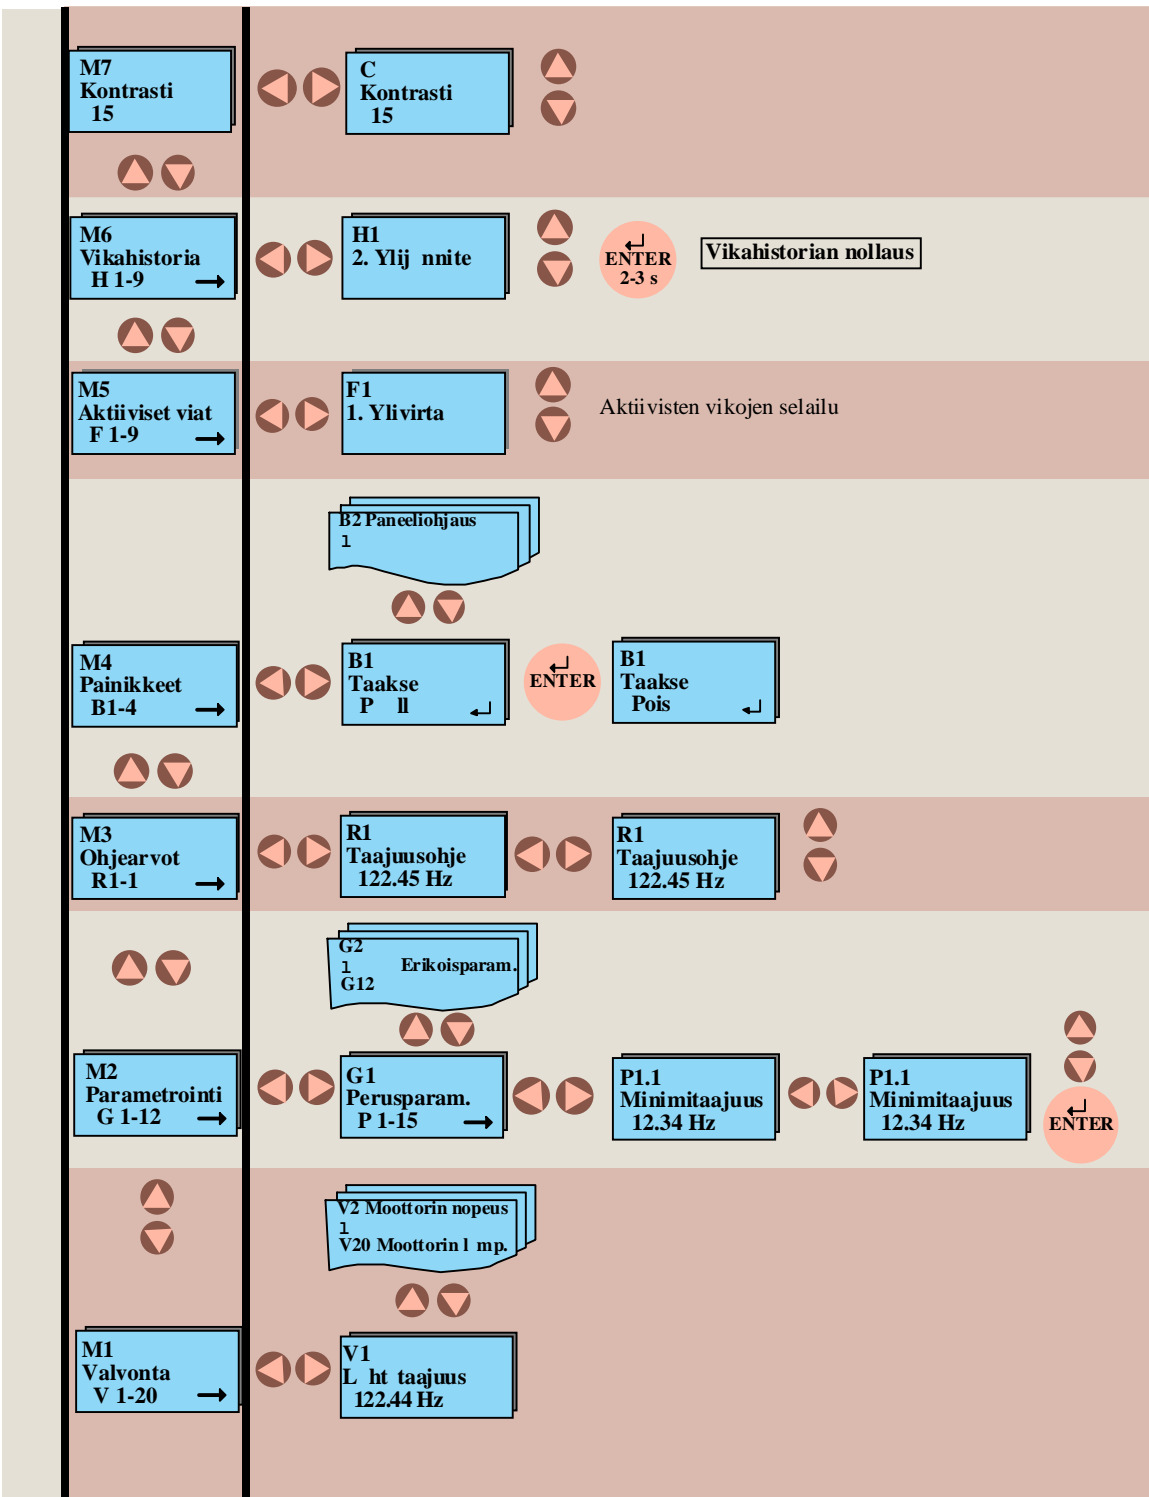 M7
Kontrasti
15
C
Kontrasti
15
M6
Vikahistoria
H 1-9
H1
2. Ylij nnite
ENTER
2-3 s
Vikahistorian nollaus
M5
Aktiiviset viat
F 1-9
F1
1. Ylivirta
Aktiivisten vikojen selailu
B2 Paneeliohjaus
1
M4
Painikkeet
B1-4
B1
Taakse
P ll
ENTER
B1
Taakse
Pois
M3
Ohjearvot
R1-1
R1
Taajuusohje
122.45 Hz
R1
Taajuusohje
122.45 Hz
G2
1 Erikoisparam.
G12
M2
Parametrointi
G 1-12
G1
Perusparam.
P 1-15
P1.1
Minimitaajuus
12.34 Hz
P1.1
Minimitaajuus
12.34 Hz
ENTER
V2 Moottorin nopeus
1
V20 Moottorin l mp.
M1
Valvonta
V 1-20
V1
L ht taajuus
122.44 Hz